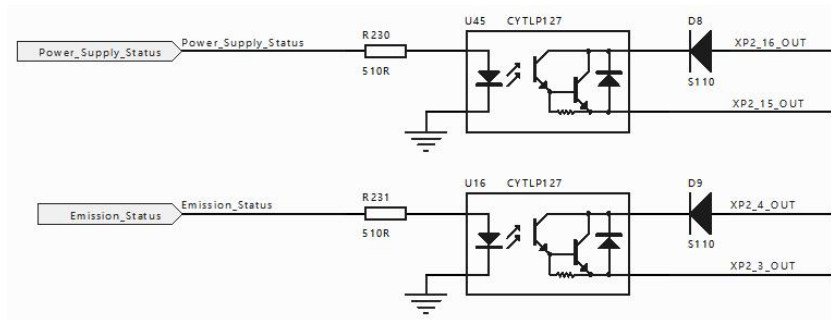 U45 CYTLP127 D8
Power_Supply_Status Power_Supply_Status R230 XP2_16_OUT
510R S110
XP2_15_OUT
U16 CYTLP127 D9
Emission_Status Emission_Status R231 XP2_4_OUT
510R S110
XP2_3_OUT